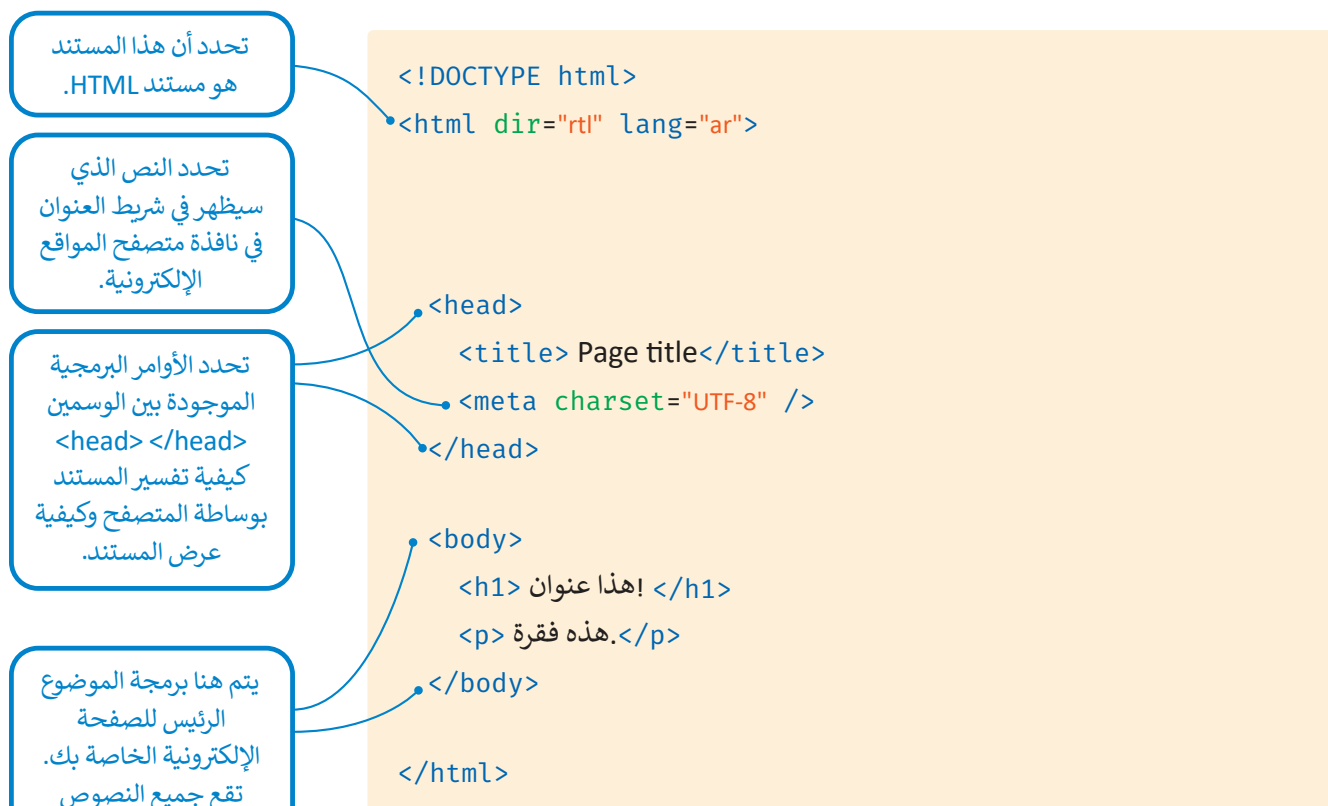 تحدد أن هذا المستند
هو مستند HTML.
تحدد النص الذي
سيظهر في شريط العنوان
في نافذة متصفح المواقع
الإلكترونية.
تحدد الأوامر البرمجية
الموجودة بين الوسمين
<head> </head>
كيفية تفسير المستند
بوساطة المتصفح وكيفية
عرض المستند.
يتم هنا برمجة الموضوع
الرئيس للصفحة
الإلكترونية الخاصة بك.
تقع جميع النصوص
<!DOCTYPE html>
<html dir="rtl" lang="ar">
<head>
<title> Page title</title>
<meta charset="UTF-8" />
</head>
<body>
<h1> هذا عنوان! </h1>
<p> هذه فقرة.</p>
</body>
</html>